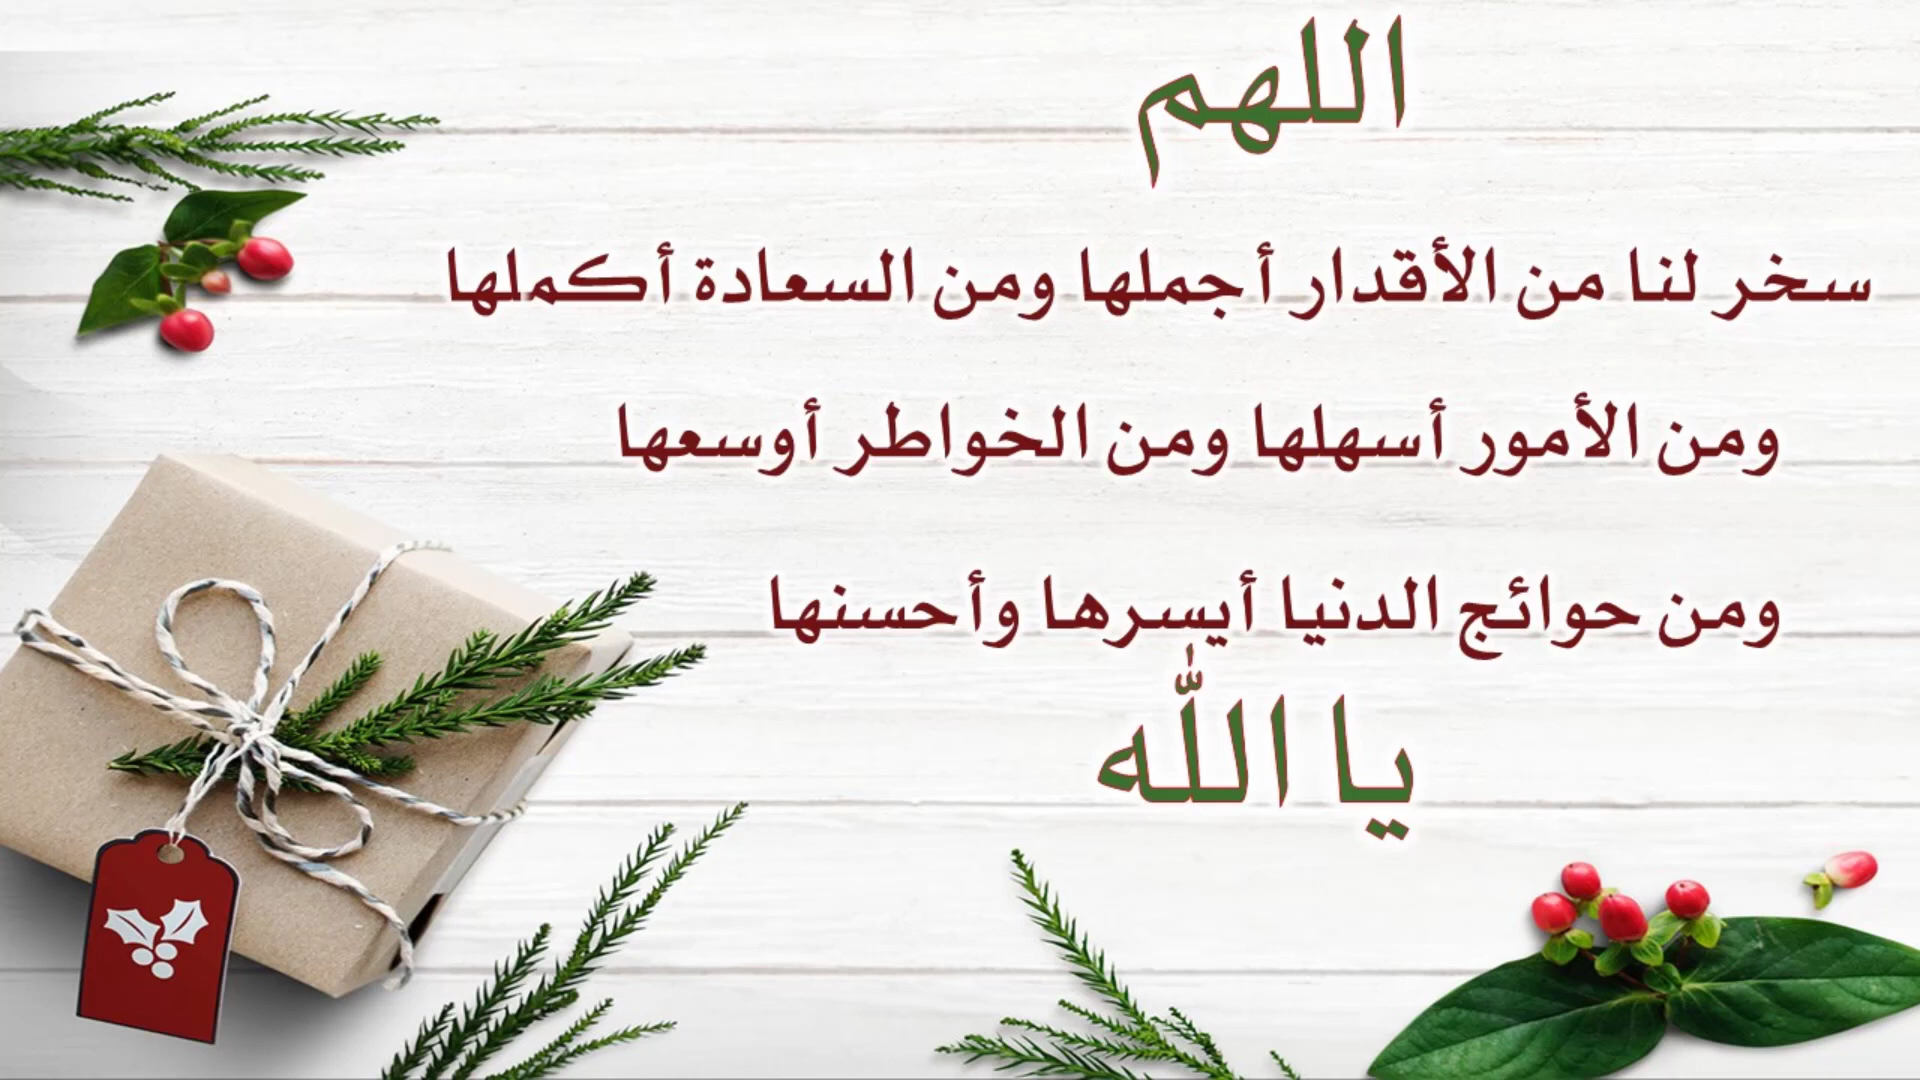 اللهم
سخر لنا من الأقدار أجملها ومن السعادة أكملها
ومن الأمور أسهلها ومن الخواطر أوسعها
ومن حوائج الدنيا أيسرها وأحسنها
يا الله